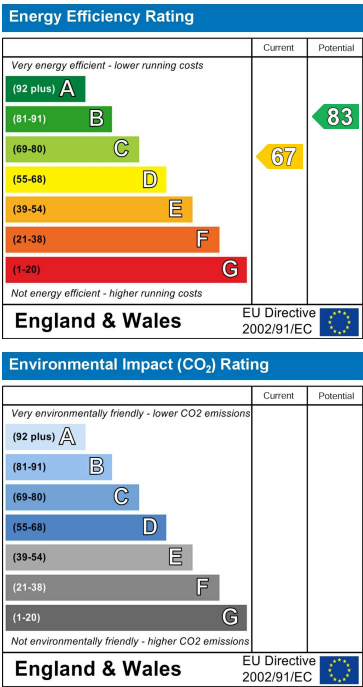 Energy Efficiency Rating
Current Potential
Very energy efficient - lower running costs
(92 plus) A
(81-91) B
83
(69-80) C
67
(55-68) D
(39-54) E
(21-38) F
(1-20) G
Not energy efficient - higher running costs
England & Wales
EU Directive
2002/91/EC
Environmental Impact (CO₂) Rating
Current Potential
Very environmentally friendly - lower CO2 emissions
(92 plus) A
(81-91) B
(69-80) C
(55-68) D
(39-54) E
(21-38) F
(1-20) G
Not environmentally friendly - higher CO2 emissions
England & Wales
EU Directive
2002/91/EC